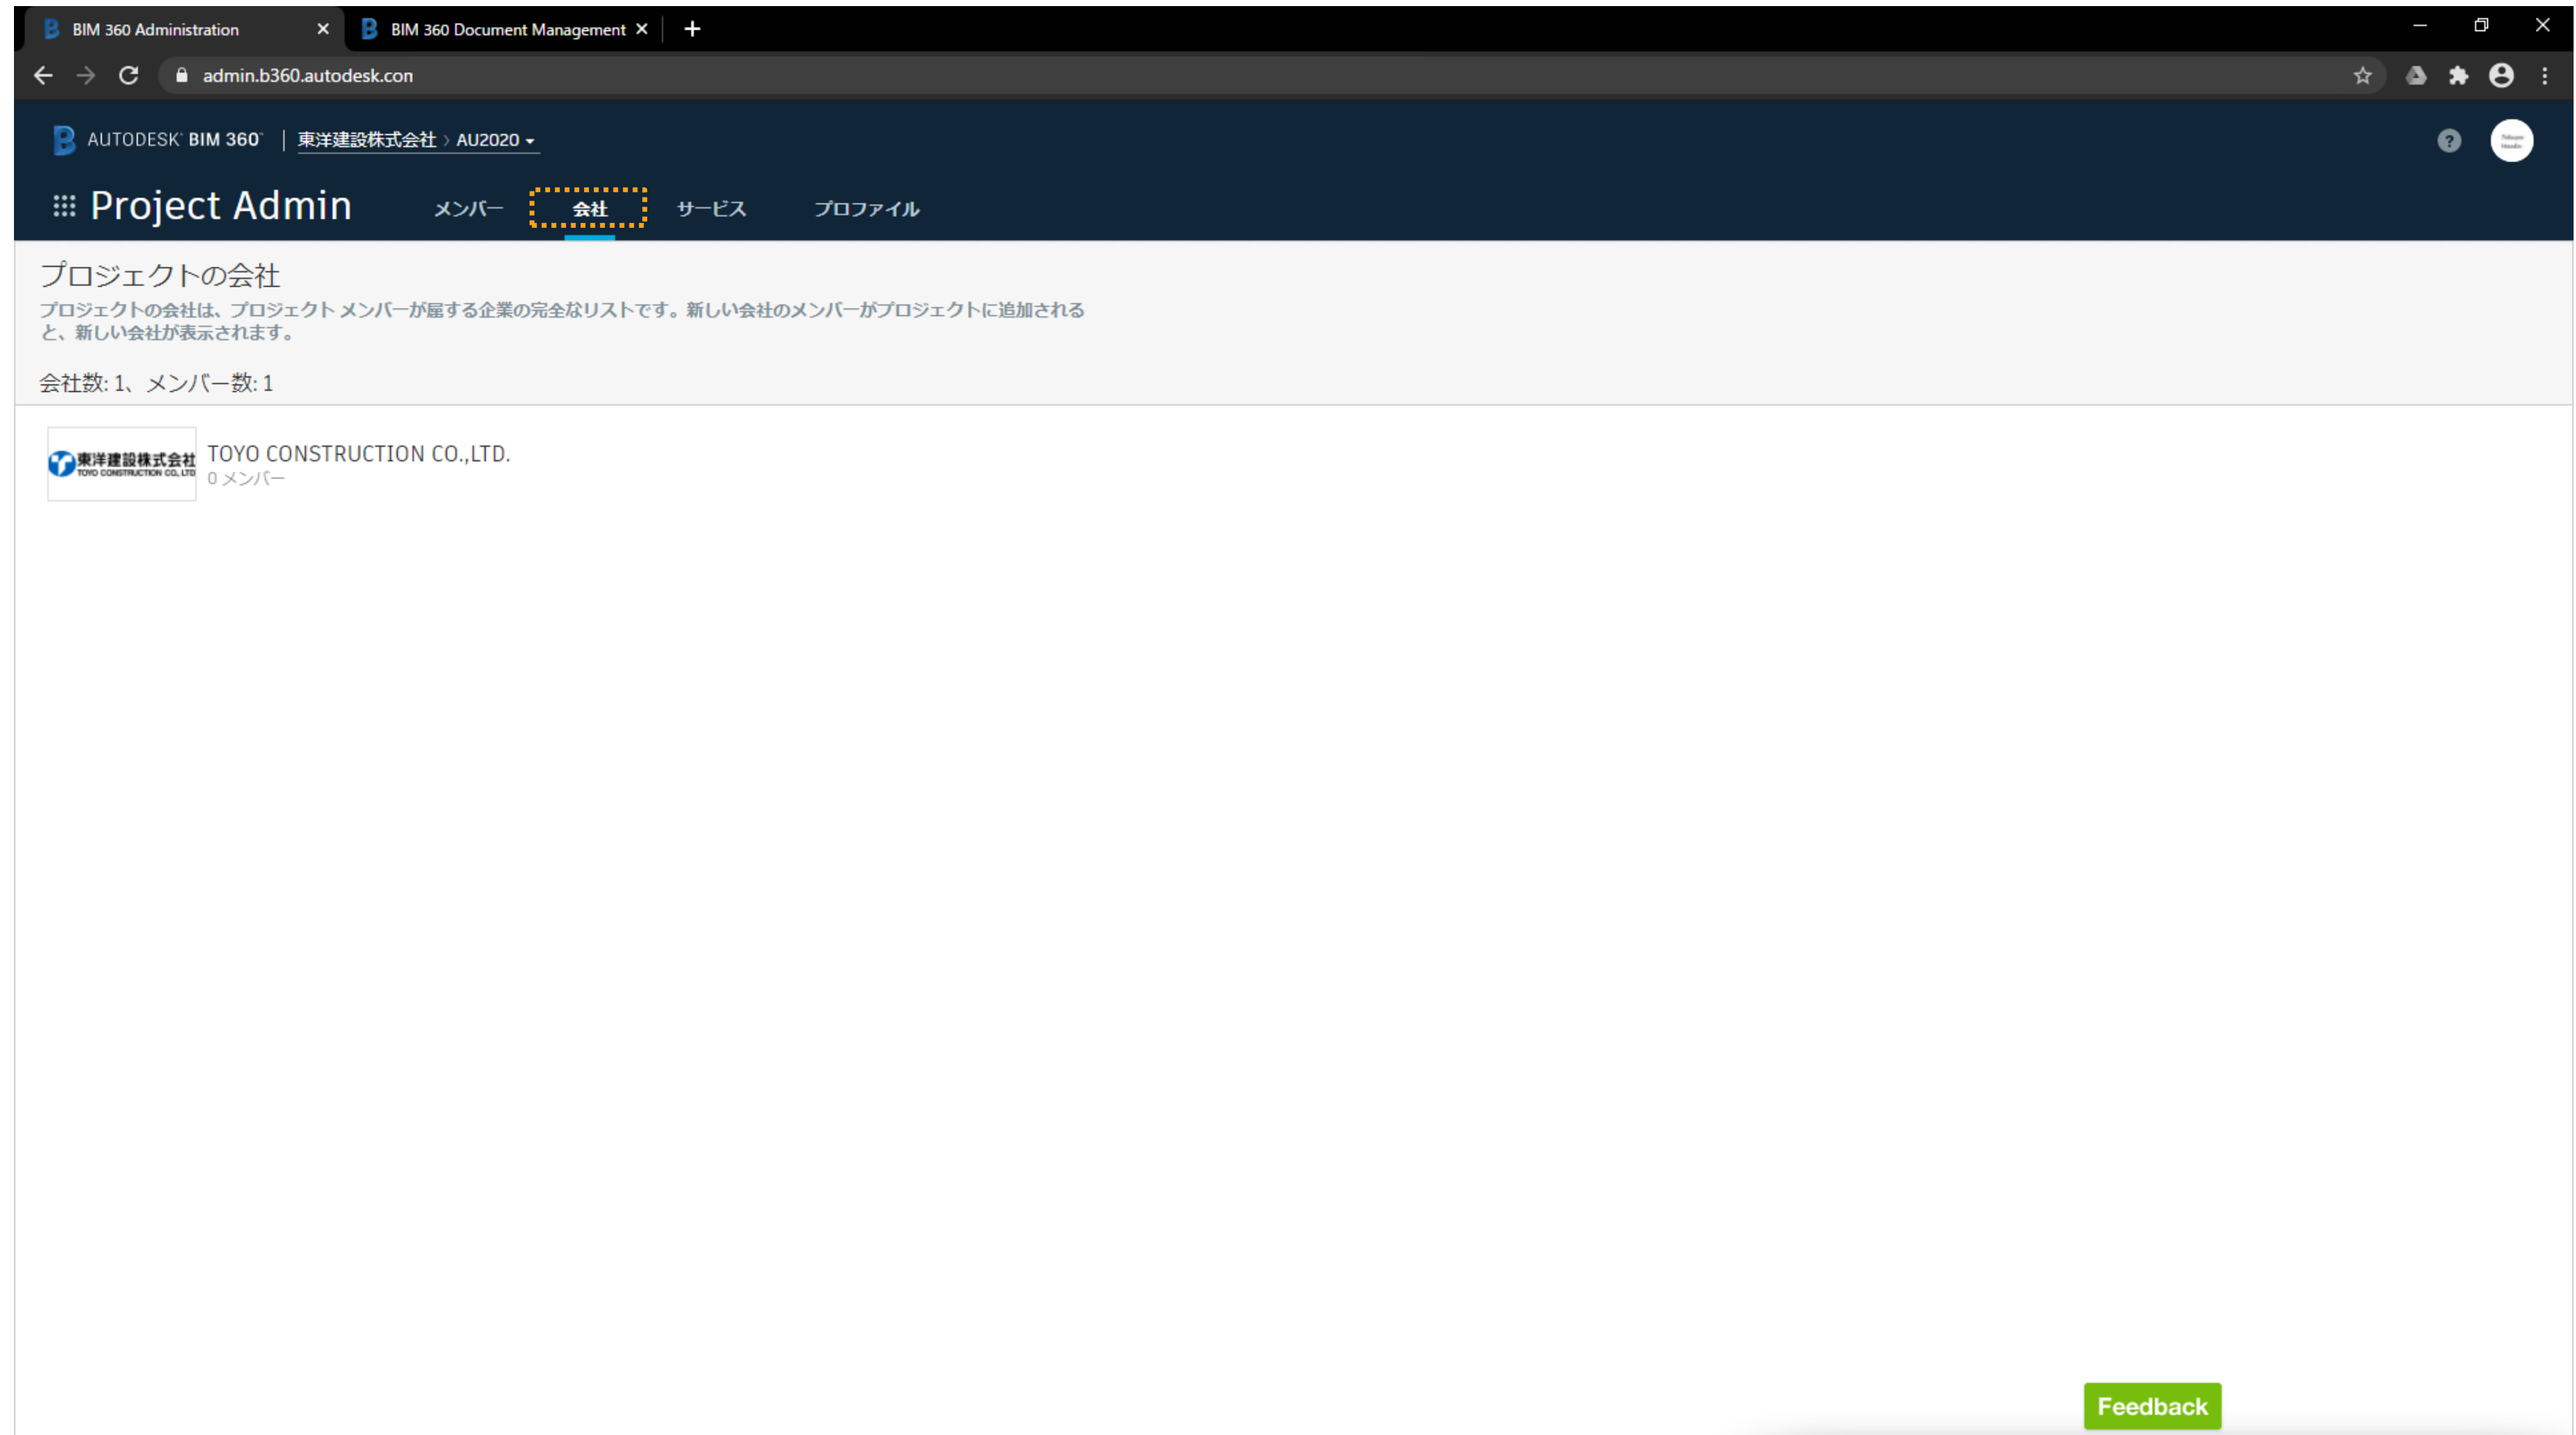 BIM 360 Administration
BIM 360 Document Management
admin.b360.autodesk.con
AUTODESK BIM 360 | 東洋建設株式会社 > AU2020
Project Admin
メンバー
会社
サービス
プロファイル
プロジェクトの会社
プロジェクトの会社は、プロジェクト メンバーが属する企業の完全なリストです。新しい会社のメンバーがプロジェクトに追加される
と、新しい会社が表示されます。
会社数: 1、メンバー数: 1
東洋建設株式会社
TOYO CONSTRUCTION CO., LTD
TOYO CONSTRUCTION CO.,LTD.
0 メンバー
Feedback